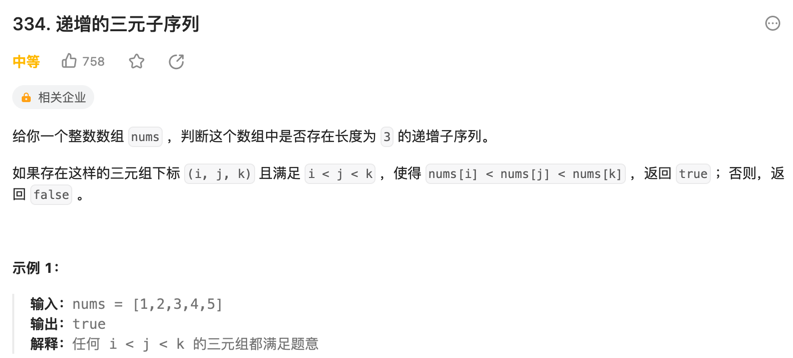 334. 递增的三元子序列
中等 758
相关企业
给你一个整数数组 nums ，判断这个数组中是否存在长度为 3 的递增子序列。
如果存在这样的三元组下标 (i, j, k) 且满足 i < j < k ，使得 nums[i] < nums[j] < nums[k] ，返回 true ；否则，返
回 false 。
示例 1：
输入：nums = [1,2,3,4,5]
输出：true
解释：任何 i < j < k 的三元组都满足题意